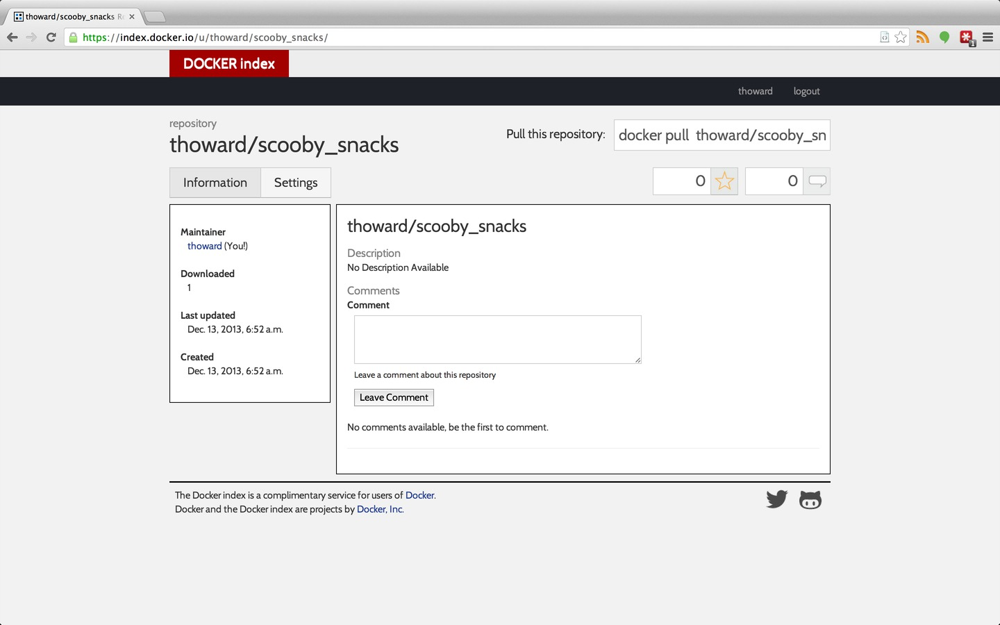 thoward/scooby_snacks Re
https://index.docker.io/u/thoward/scooby_snacks/
1
DOCKER index
thoward logout
repository
thoward/scooby_snacks
Pull this repository: docker pull thoward/scooby_sn
Information Settings
0 0
Maintainer
thoward (You!)
Downloaded
1
Last updated
Dec. 13, 2013, 6:52 a.m.
Created
Dec. 13, 2013, 6:52 a.m.
thoward/scooby_snacks
Description
No Description Available
Comments
Comment
Leave a comment about this repository
Leave Comment
No comments available, be the first to comment.
The Docker index is a complimentary service for users of Docker.
Docker and the Docker index are projects by Docker, Inc.